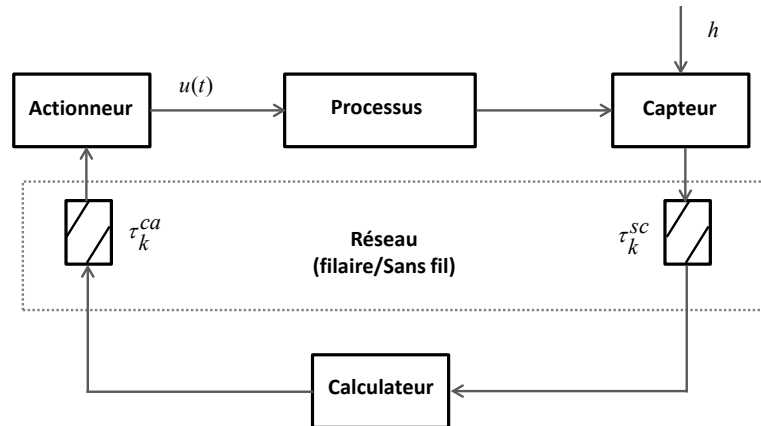 h
u(t)
Actionneur
Processus
Capteur
τ_k^{ca}
τ_k^{sc}
Réseau
(filaire/Sans fil)
Calculateur